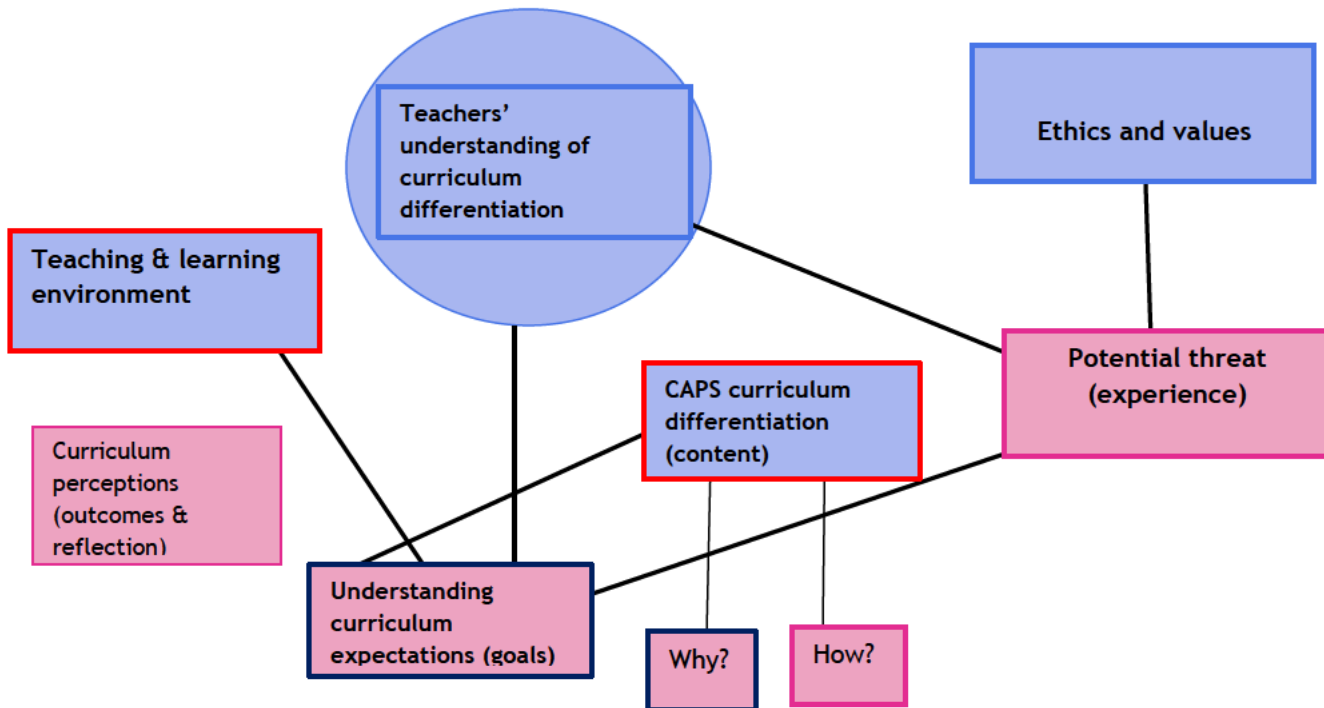 Teachers'
understanding of
curriculum
differentiation
Ethics and values
Teaching & learning
environment
Potential threat
(experience)
CAPS curriculum
differentiation
(content)
Curriculum
perceptions
(outcomes &
reflection)
Understanding
curriculum
expectations (goals)
Why?
How?